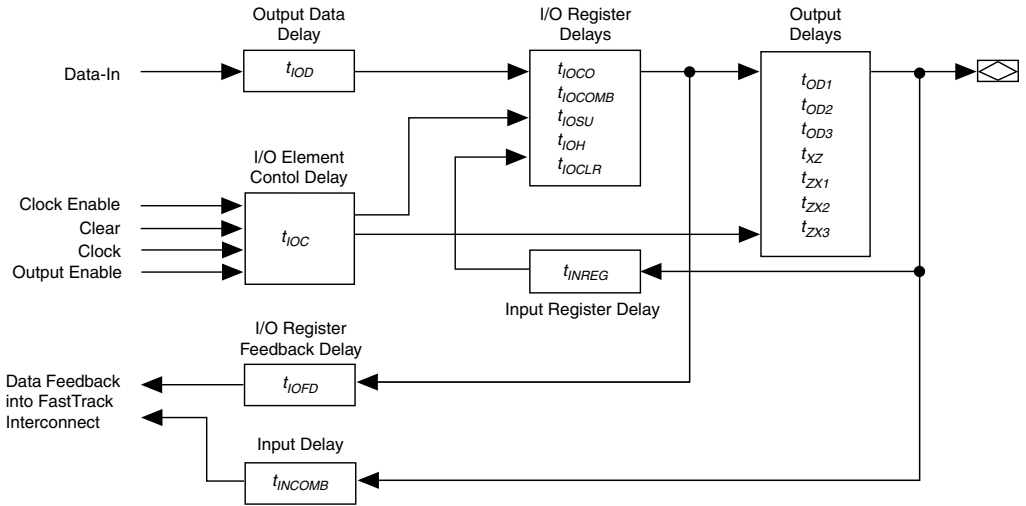 Output Data
Delay
I/O Register
Delays
Output
Delays
Data-In
tIOD
tIOCO
tIOCOMB
tIOSU
tIOH
tIOCLR
tOD1
tOD2
tOD3
tXZ
tZX1
tZX2
tZX3
I/O Element
Contol Delay
Clock Enable
Clear
Clock
Output Enable
tIOC
tINREG
Input Register Delay
I/O Register
Feedback Delay
tIOFD
Data Feedback
into FastTrack
Interconnect
Input Delay
tINCOMB